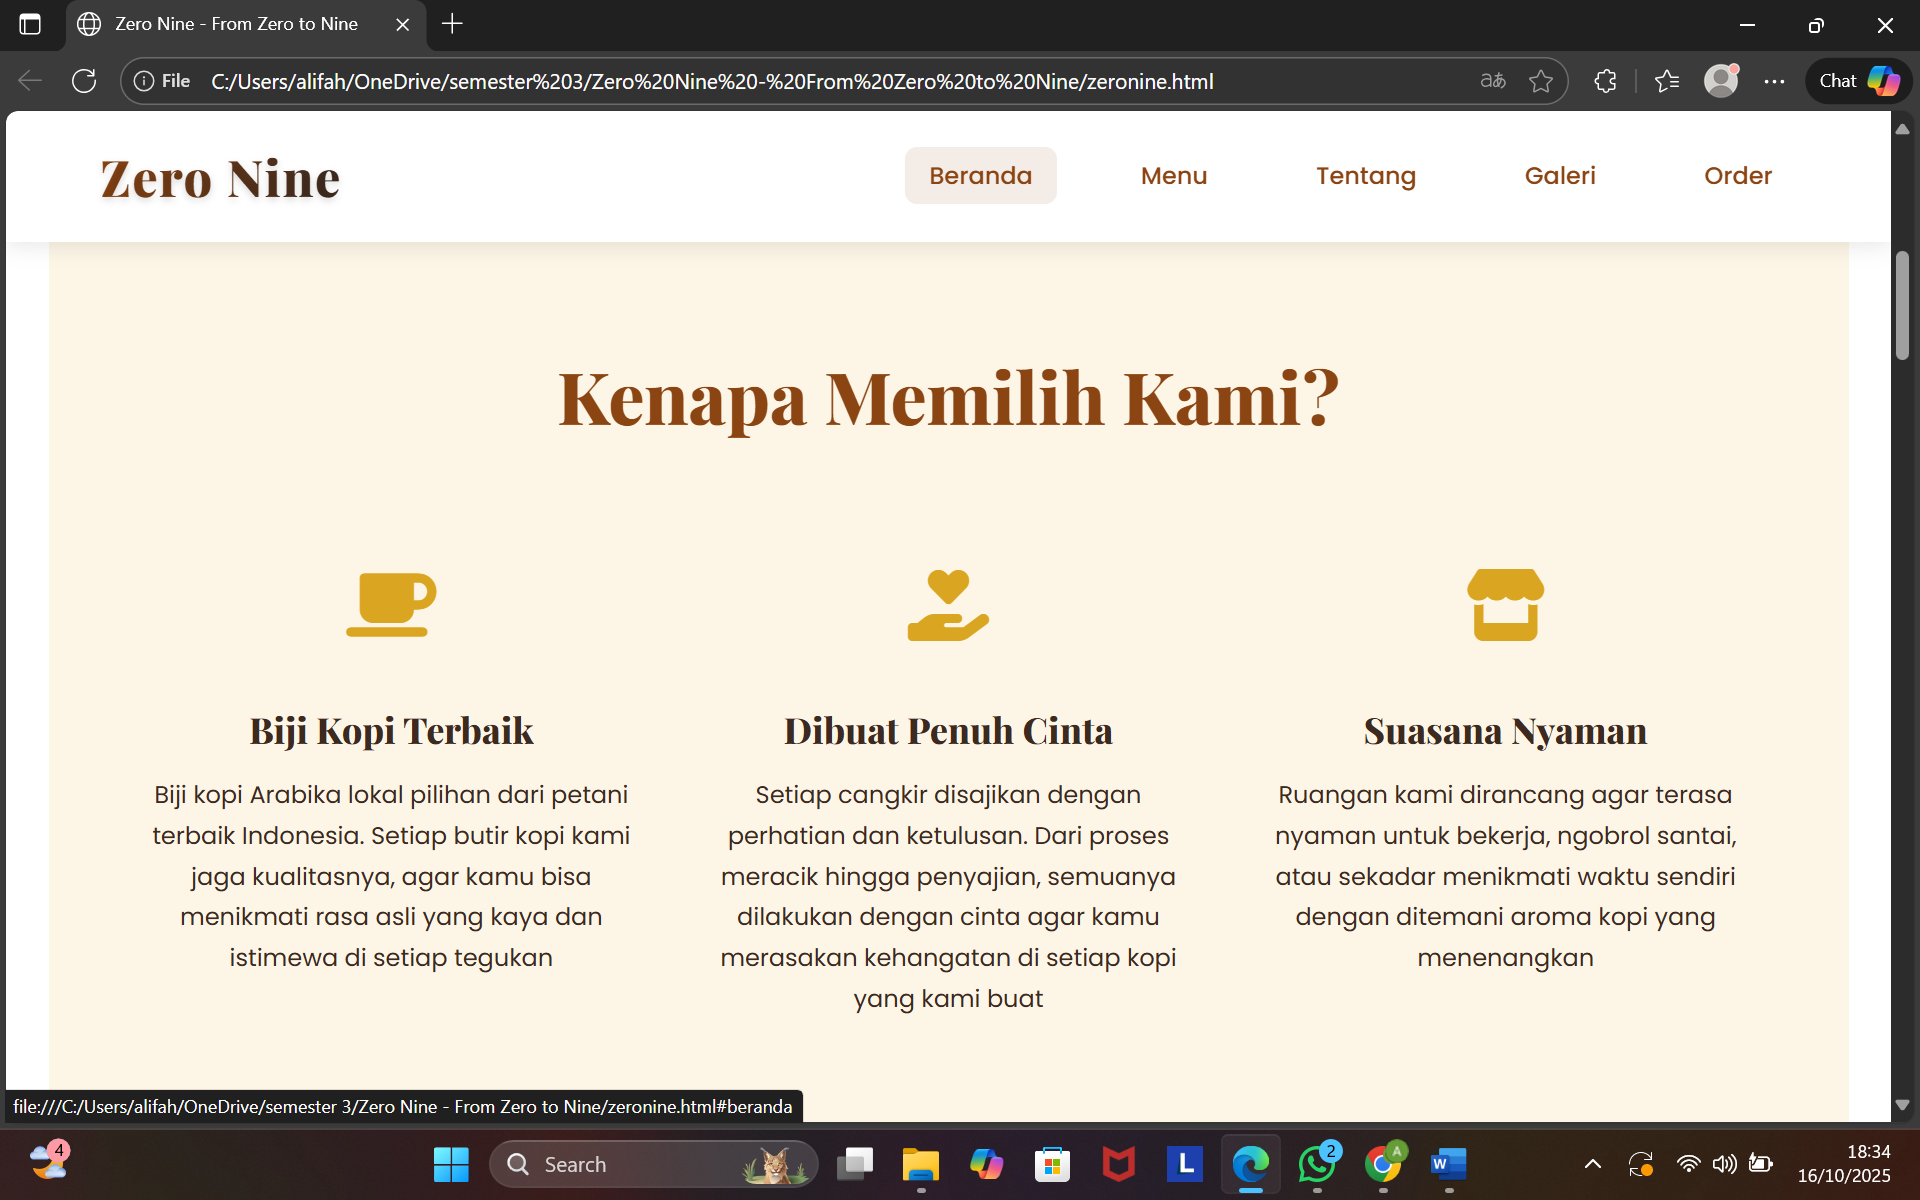 Zero Nine - From Zero to Nine
File C:/Users/alifah/OneDrive/semester%203/Zero%20Nine%20-%20From%20Zero%20to%20Nine/zeronine.html
Chat
Zero Nine
Beranda Menu Tentang Galeri Order
Kenapa Memilih Kami?
Biji Kopi Terbaik
Biji kopi Arabika lokal pilihan dari petani
terbaik Indonesia. Setiap butir kopi kami
jaga kualitasnya, agar kamu bisa
menikmati rasa asli yang kaya dan
istimewa di setiap tegukan
Dibuat Penuh Cinta
Setiap cangkir disajikan dengan
perhatian dan ketulusan. Dari proses
meracik hingga penyajian, semuanya
dilakukan dengan cinta agar kamu
merasakan kehangatan di setiap kopi
yang kami buat
Suasana Nyaman
Ruangan kami dirancang agar terasa
nyaman untuk bekerja, ngobrol santai,
atau sekadar menikmati waktu sendiri
dengan ditemani aroma kopi yang
menenangkan
file:///C:/Users/alifah/OneDrive/semester 3/Zero Nine - From Zero to Nine/zeronine.html#beranda
4
Search
L
2
A
W
18:34
16/10/2025